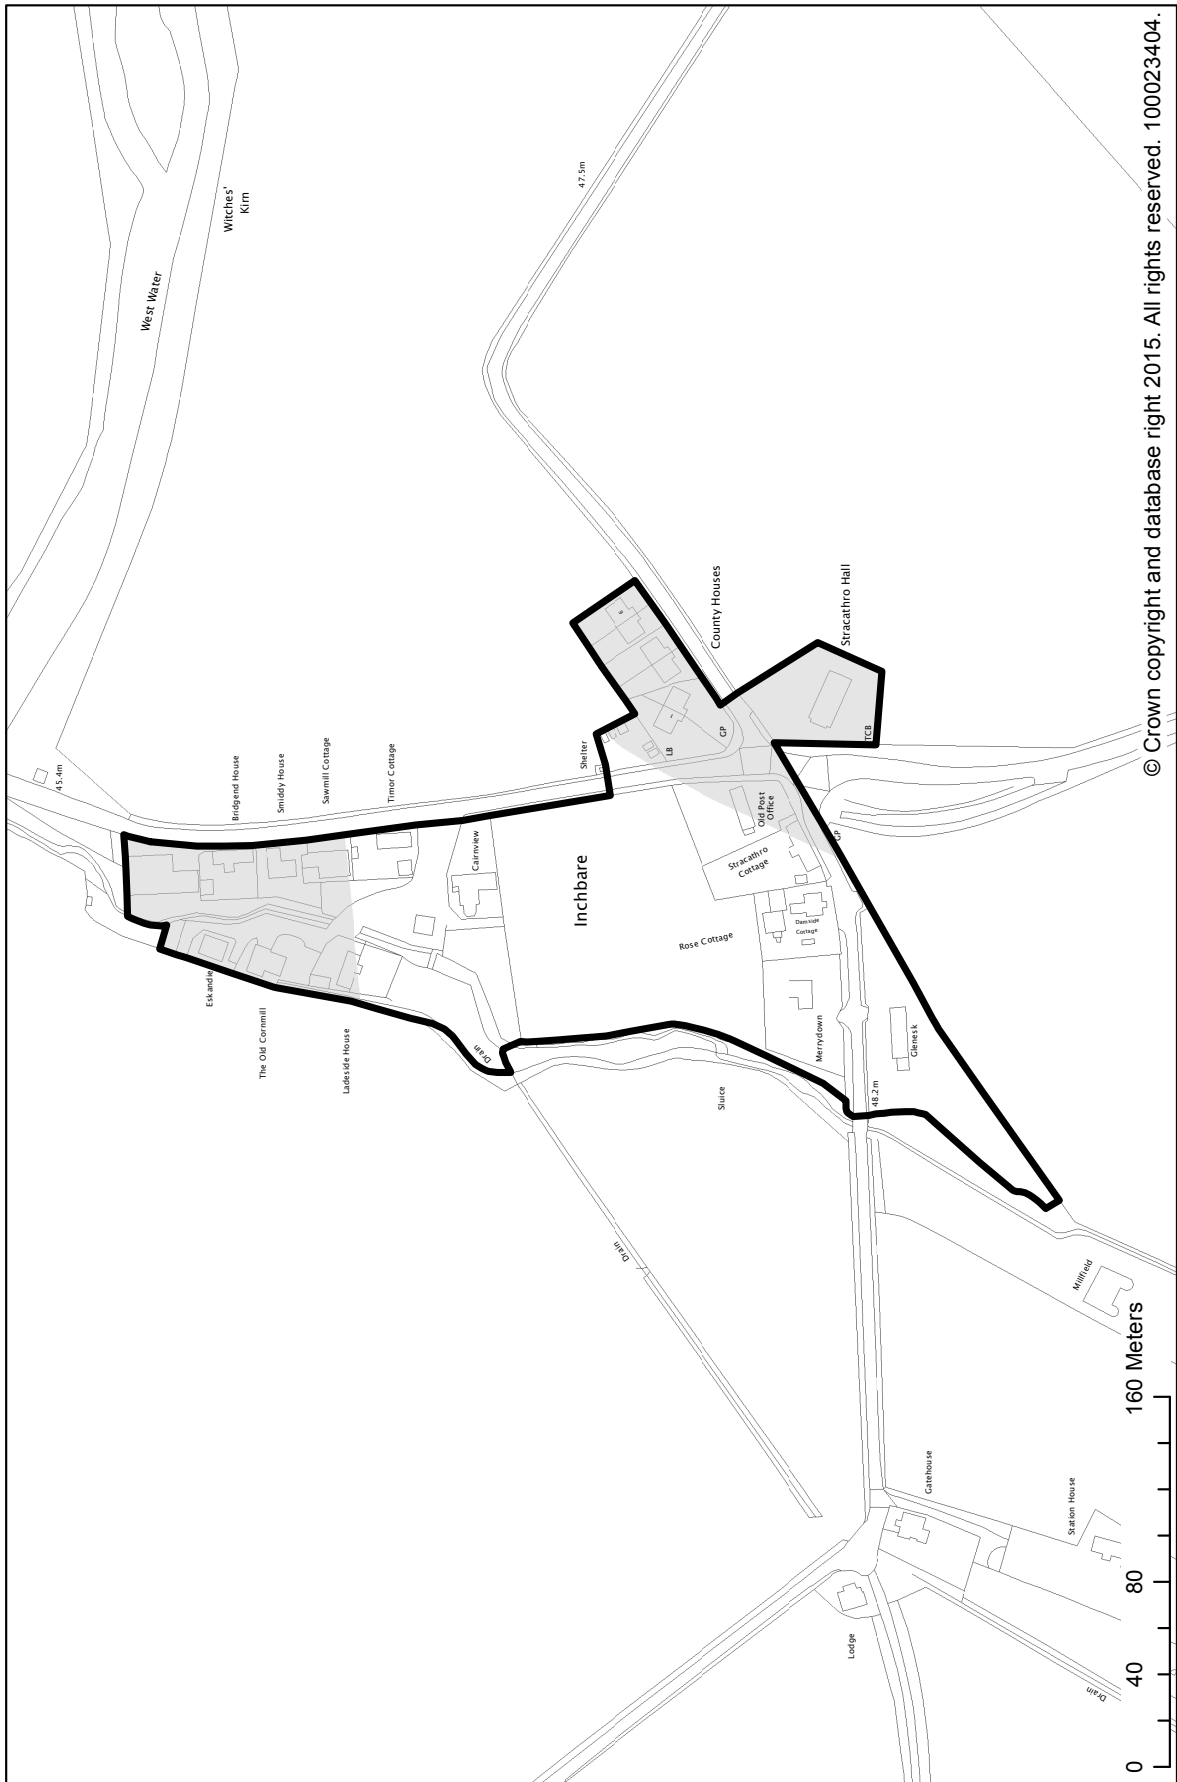 West Water
Witches'
Kirn
47.5m
45.4m
Bridgend House
Smiddy House
Sawmill Cottage
Timor Cottage
Eskandie
The Old Cornmill
Ladeside House
Cairnview
Drain
Inchbare
Shelter
LB
GP
1
County Houses
Stracathro Hall
TCB
GP
Old Post
Office
Stracathro
Cottage
Rose Cottage
Damside
Cottage
Merrydown
Glenesk
Sluice
48.2m
Drain
Millfield
Gatehouse
Station House
Lodge
Drain
0 40 80 160 Meters
© Crown copyright and database right 2015. All rights reserved. 100023404.